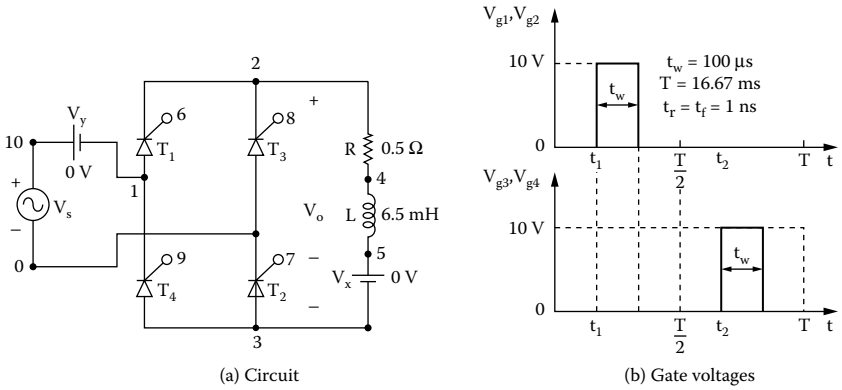 2
6
8
+
V_y
10
T_1
T_3
R 0.5 Ω
0 V
4
1
+
V_s
V_o
L 6.5 mH
−
0
9
7
−
5
T_4
T_2
V_x
0 V
−
3
(a) Circuit
V_g1,V_g2
10 V
t_w
t_w = 100 µs
T = 16.67 ms
t_r = t_f = 1 ns
0
t_1
T/2
t_2
T
t
V_g3,V_g4
10 V
t_w
0
t_1
T/2
t_2
T
t
(b) Gate voltages